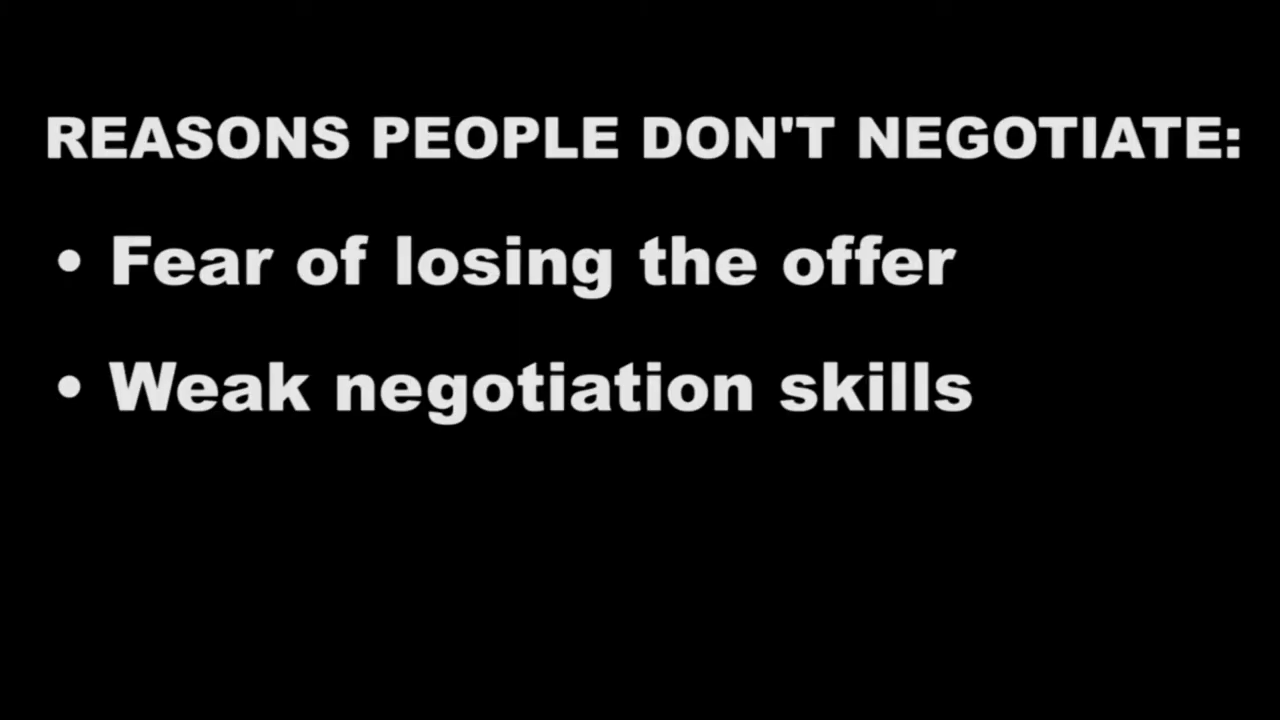 REASONS PEOPLE DON'T NEGOTIATE:
• Fear of losing the offer
• Weak negotiation skills